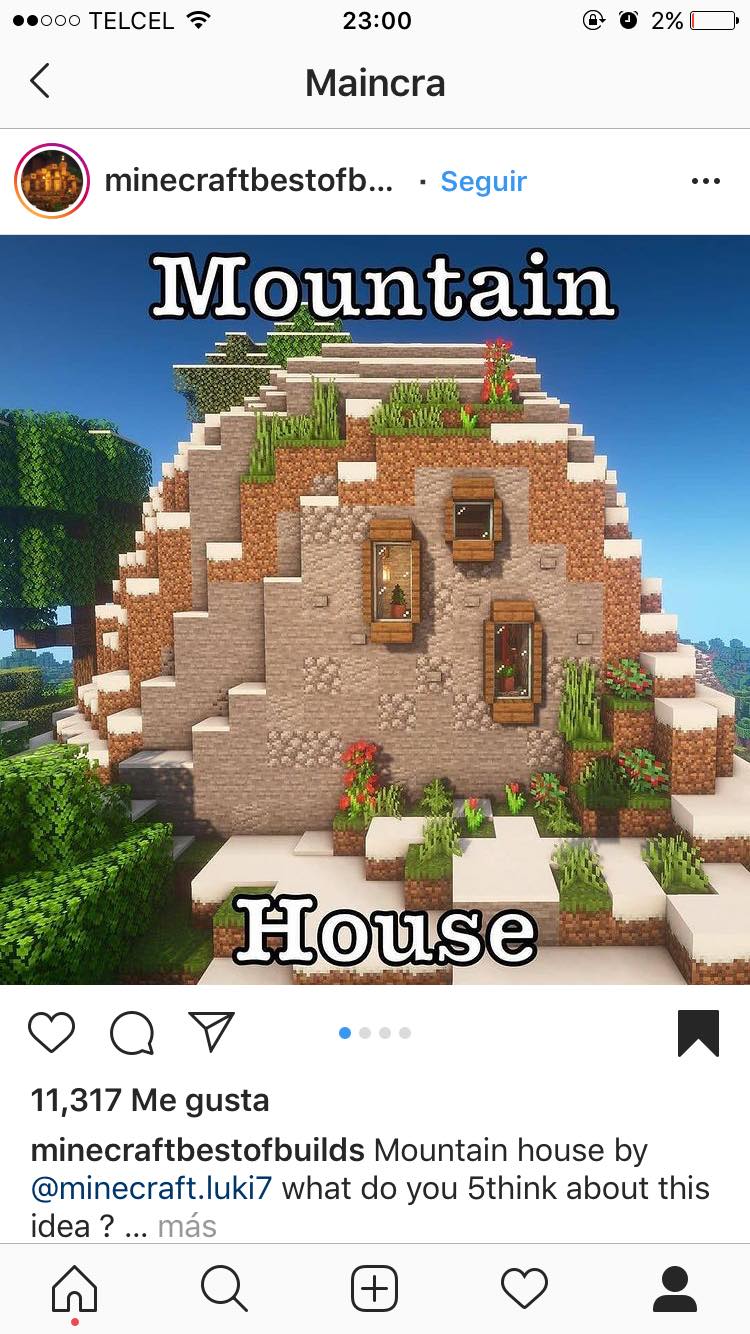 TELCEL 23:00 2%
Maincra
minecraftbestofb... · Seguir
Mountain
House
11,317 Me gusta
minecraftbestofbuilds Mountain house by
@minecraft.luki7 what do you 5think about this
idea ? ... más